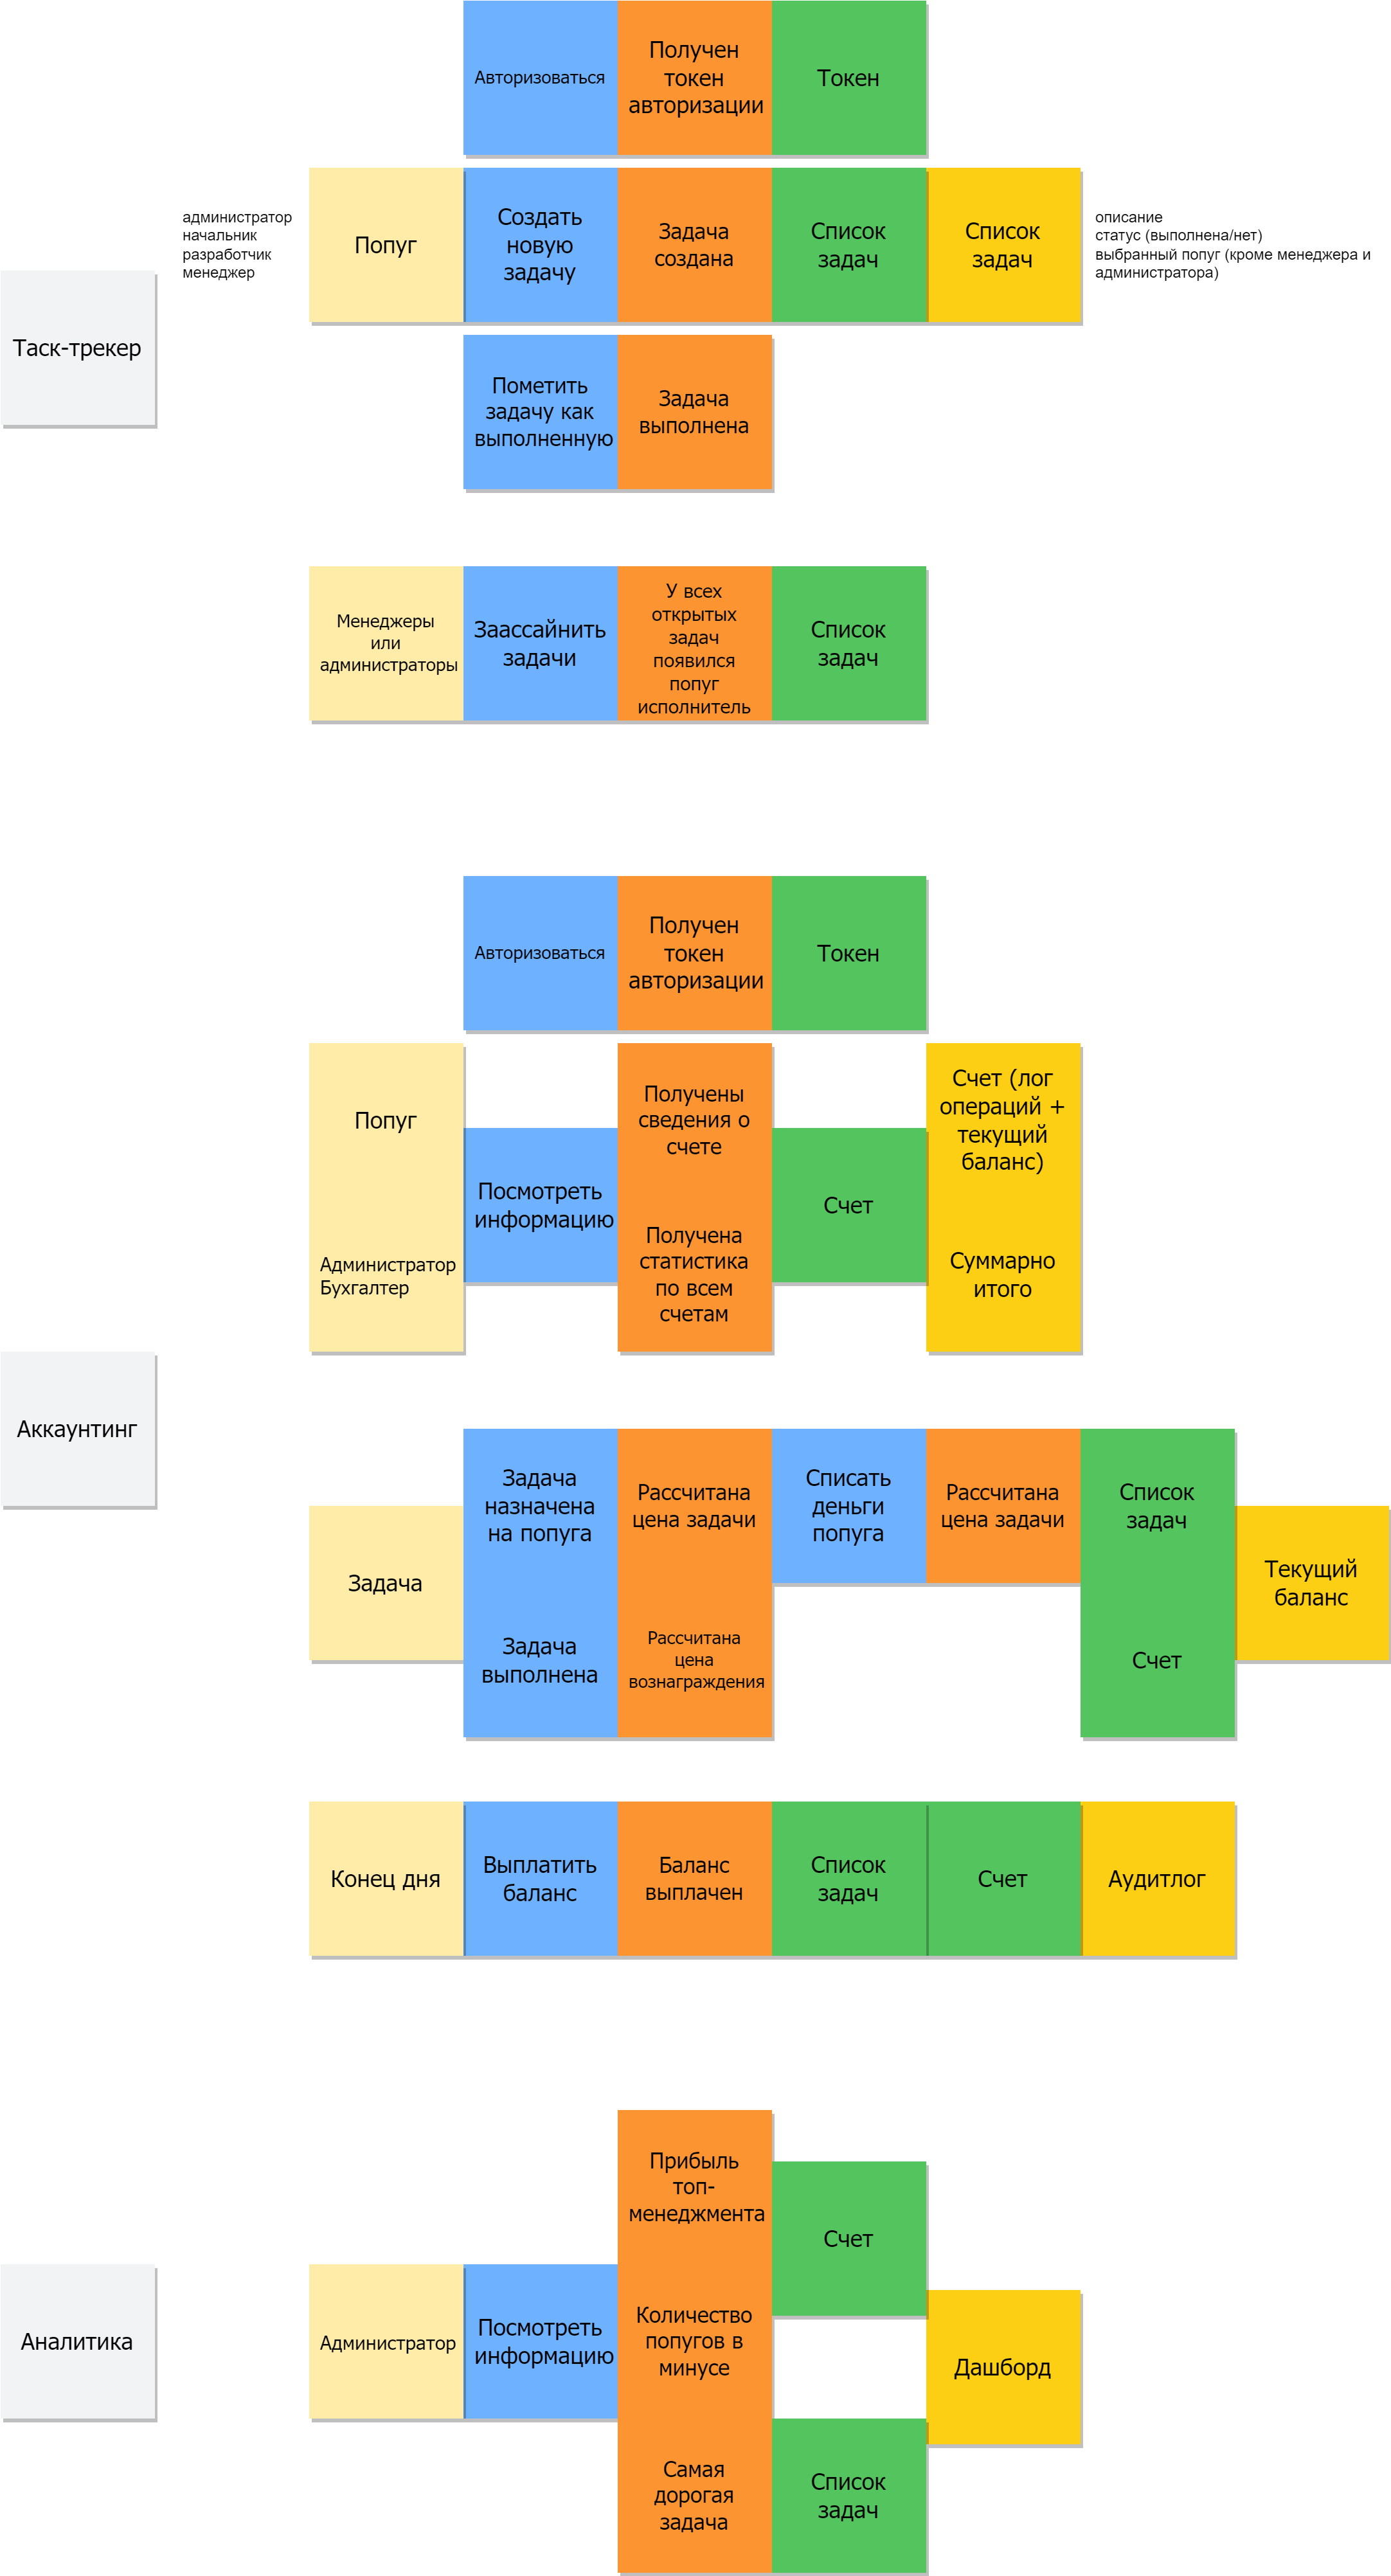 Авторизоваться
Получен
токен
авторизации
Токен
администратор
начальник
разработчик
менеджер
Попуг
Создать
новую
задачу
Задача
создана
Список
задач
Список
задач
описание
статус (выполнена/нет)
выбранный попуг (кроме менеджера и
администратора)
Таск-трекер
Пометить
задачу как
выполненную
Задача
выполнена
Менеджеры
или
администраторы
Заассайнить
задачи
У всех
открытых
задач
появился
попуг
исполнитель
Список
задач
Авторизоваться
Получен
токен
авторизации
Токен
Попуг
Администратор
Бухгалтер
Посмотреть
информацию
Получены
сведения о
счете
Получена
статистика
по всем
счетам
Счет
Счет (лог
операций +
текущий
баланс)
Суммарно
итого
Аккаунтинг
Задача
Задача
назначена
на попуга
Задача
выполнена
Рассчитана
цена задачи
Рассчитана
цена
вознаграждения
Списать
деньги
попуга
Рассчитана
цена задачи
Список
задач
Счет
Текущий
баланс
Конец дня
Выплатить
баланс
Баланс
выплачен
Список
задач
Счет
Аудитлог
Аналитика
Администратор
Посмотреть
информацию
Прибыль
топ-
менеджмента
Количество
попугов в
минусе
Самая
дорогая
задача
Счет
Список
задач
Дашборд